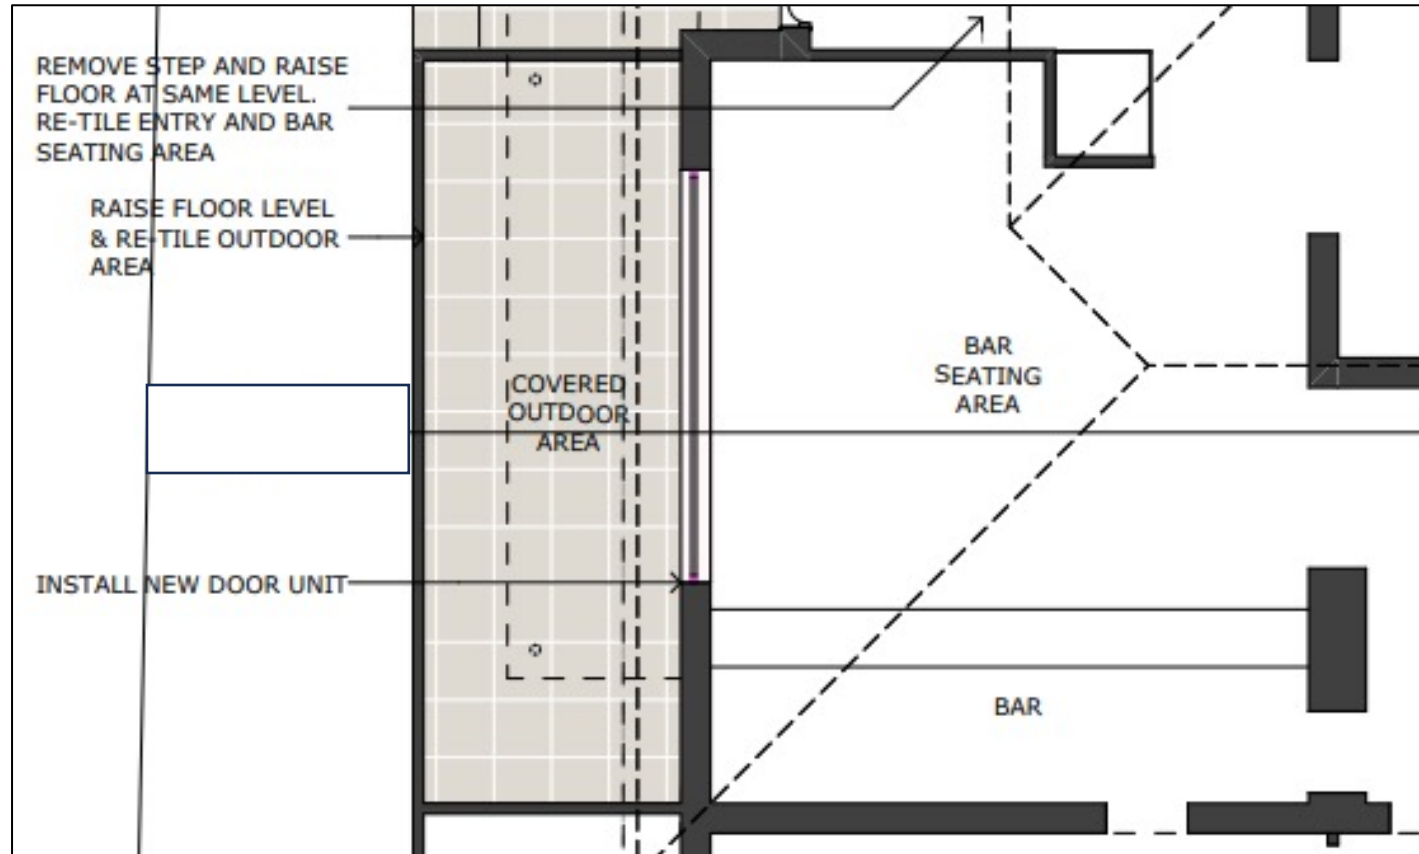 REMOVE STEP AND RAISE
FLOOR AT SAME LEVEL.
RE-TILE ENTRY AND BAR
SEATING AREA
RAISE FLOOR LEVEL
& RE-TILE OUTDOOR
AREA
COVERED
OUTDOOR
AREA
BAR
SEATING
AREA
INSTALL NEW DOOR UNIT
BAR